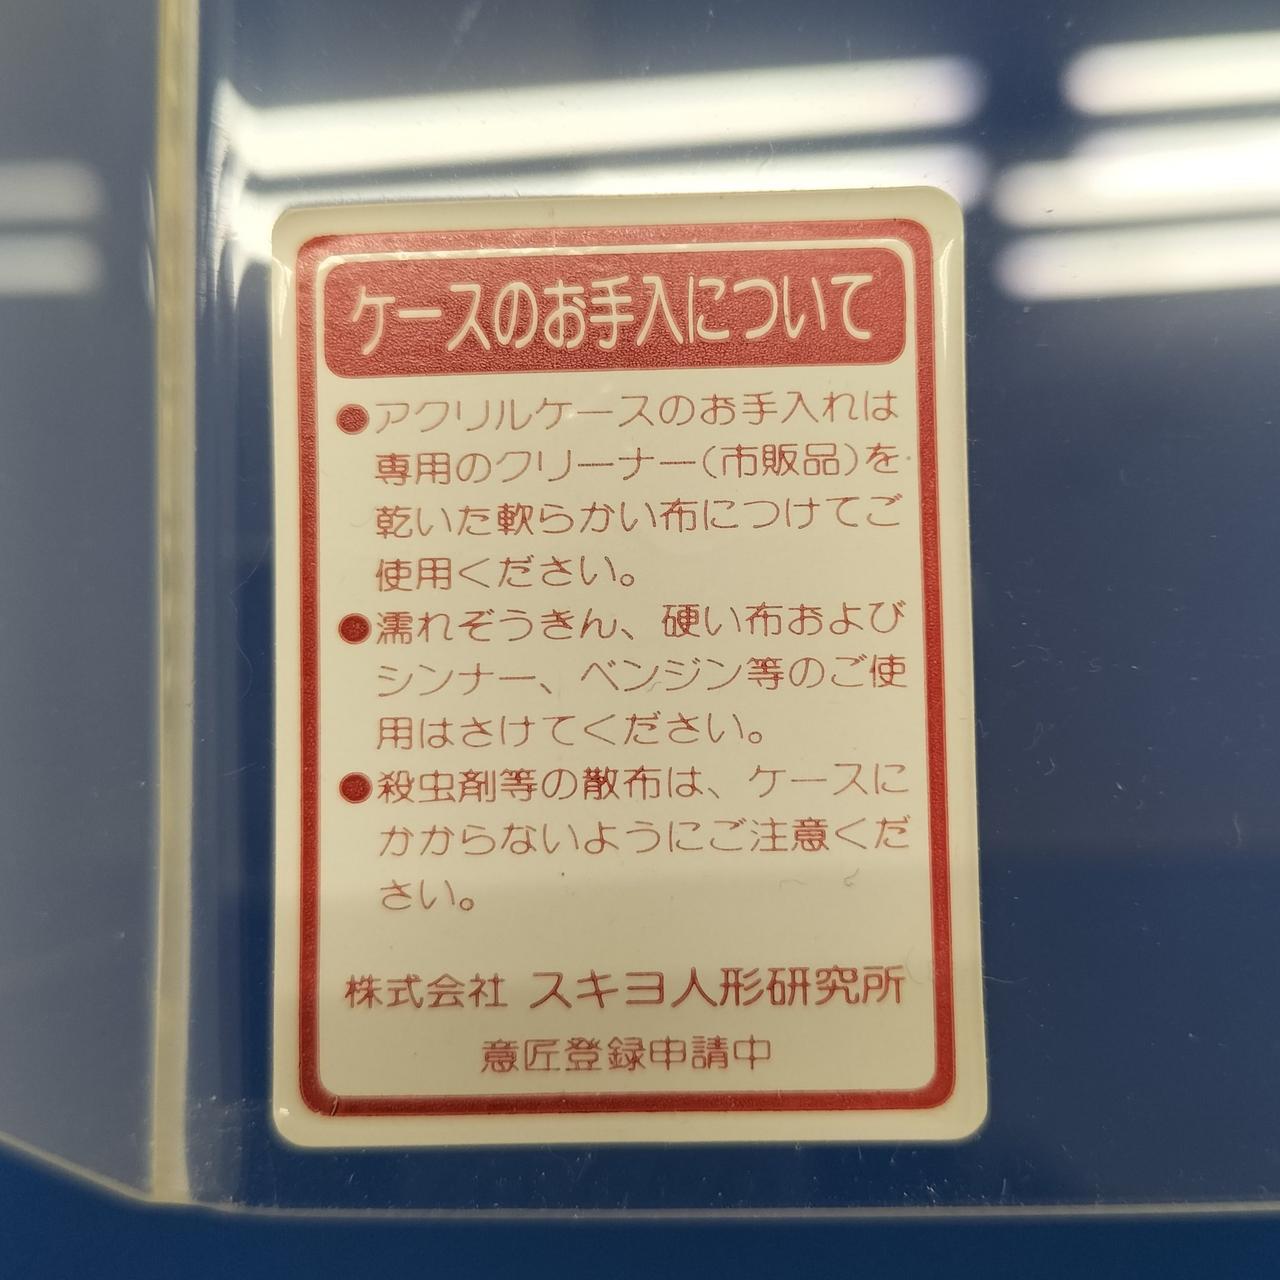 ケースのお手入について
●アクリルケースのお手入れは
専用のクリーナー(市販品)を
乾いた軟らかい布につけてご
使用ください。
●濡れぞうきん、硬い布および
シンナー、ベンジン等のご使
用はさけてください。
●殺虫剤等の散布は、ケースに
かからないようにご注意くだ
さい。
株式会社 スキヨ人形研究所
意匠登録申請中